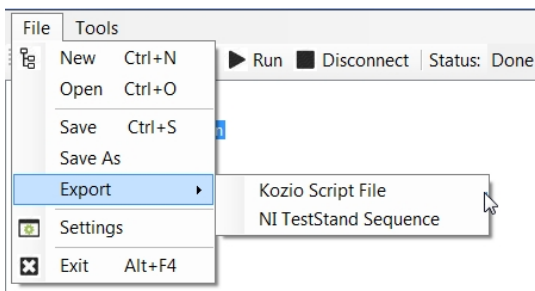 File Tools
New Ctrl+N
Run Disconnect Status: Done
Open Ctrl+O
Save Ctrl+S
n
Save As
Export
Kozio Script File
NI TestStand Sequence
Settings
Exit Alt+F4